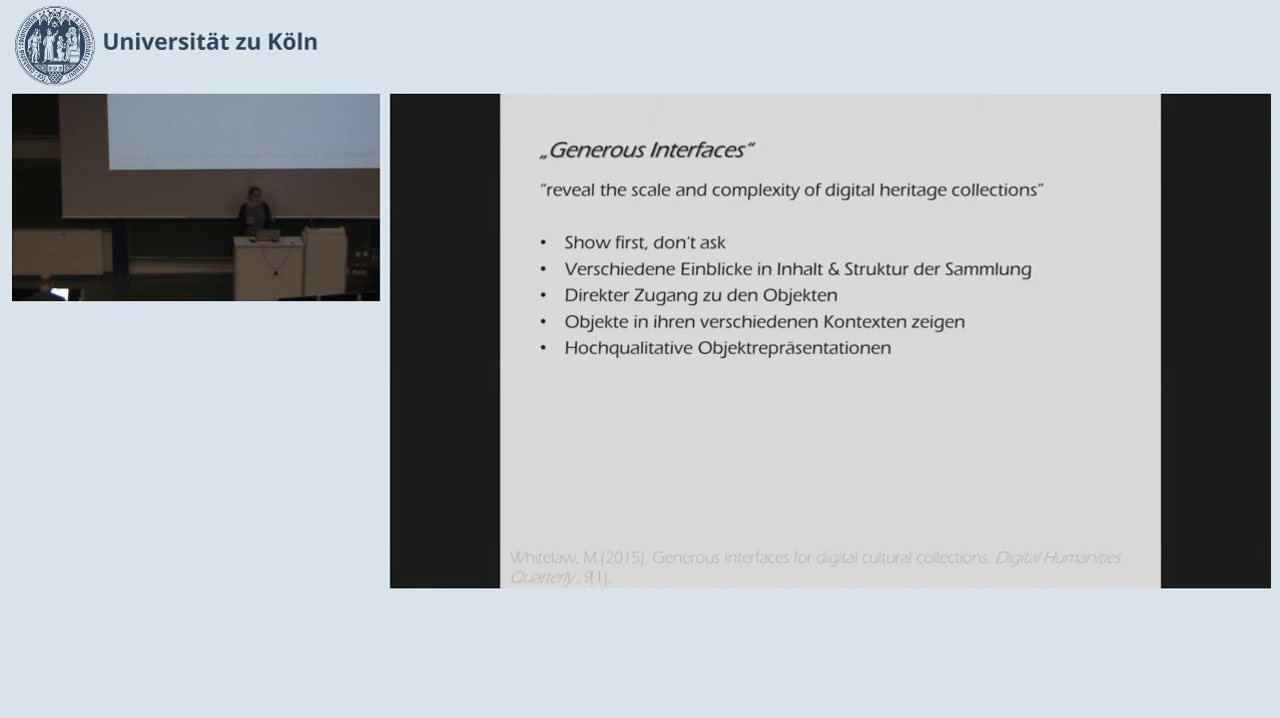 Universität zu Köln
„Generous Interfaces“
“reveal the scale and complexity of digital heritage collections”
• Show first, don’t ask
• Verschiedene Einblicke in Inhalt & Struktur der Sammlung
• Direkter Zugang zu den Objekten
• Objekte in ihren verschiedenen Kontexten zeigen
• Hochqualitative Objektrepräsentationen
Whitelaw, M.(2015). Generous interfaces for digital cultural collections. Digital Humanities
Quarterly, 9(1).